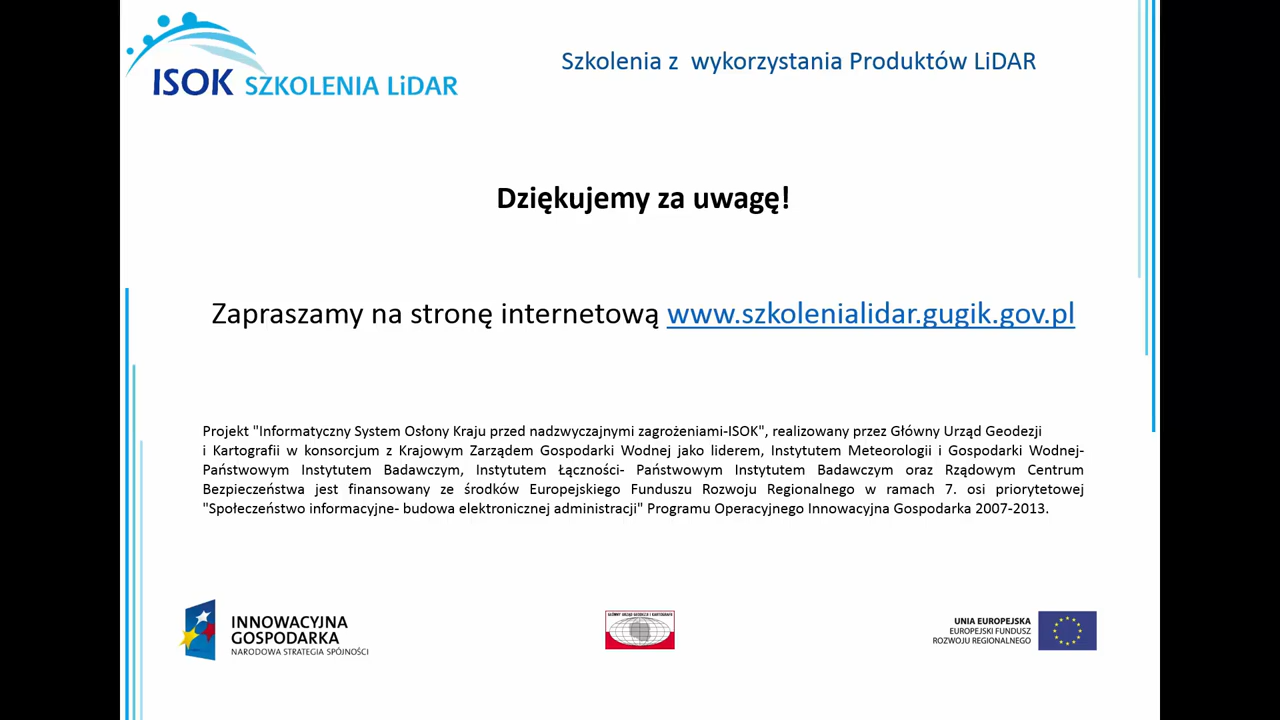 ISOK SZKOLENIA LiDAR
Szkolenia z wykorzystania Produktów LiDAR
Dziękujemy za uwagę!
Zapraszamy na stronę internetową www.szkolenialidar.gugik.gov.pl
Projekt "Informatyczny System Osłony Kraju przed nadzwyczajnymi zagrożeniami-ISOK", realizowany przez Główny Urząd Geodezji
i Kartografii w konsorcjum z Krajowym Zarządem Gospodarki Wodnej jako liderem, Instytutem Meteorologii i Gospodarki Wodnej-
Państwowym Instytutem Badawczym, Instytutem Łączności- Państwowym Instytutem Badawczym oraz Rządowym Centrum
Bezpieczeństwa jest finansowany ze środków Europejskiego Funduszu Rozwoju Regionalnego w ramach 7. osi priorytetowej
"Społeczeństwo informacyjne- budowa elektronicznej administracji" Programu Operacyjnego Innowacyjna Gospodarka 2007-2013.
INNOWACYJNA
GOSPODARKA
NARODOWA STRATEGIA SPÓJNOŚCI
GŁÓWNY URZĄD GEODEZJI I KARTOGRAFII
UNIA EUROPEJSKA
EUROPEJSKI FUNDUSZ
ROZWOJU REGIONALNEGO